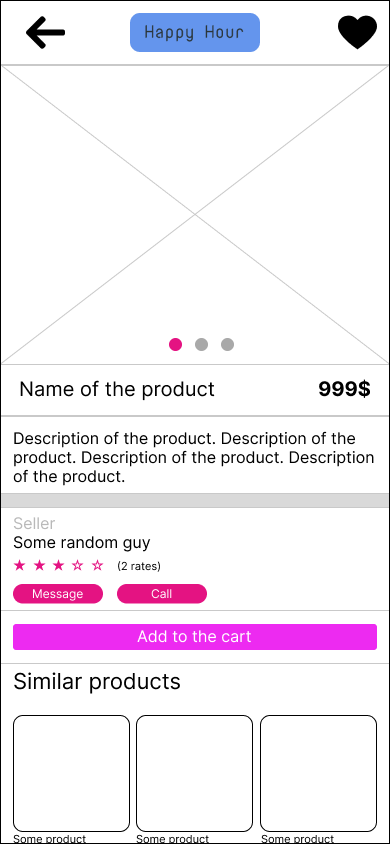 Happy Hour
Name of the product 999$
Description of the product. Description of the
product. Description of the product. Description
of the product.
Seller
Some random guy
(2 rates)
Message Call
Add to the cart
Similar products
Some product Some product Some product